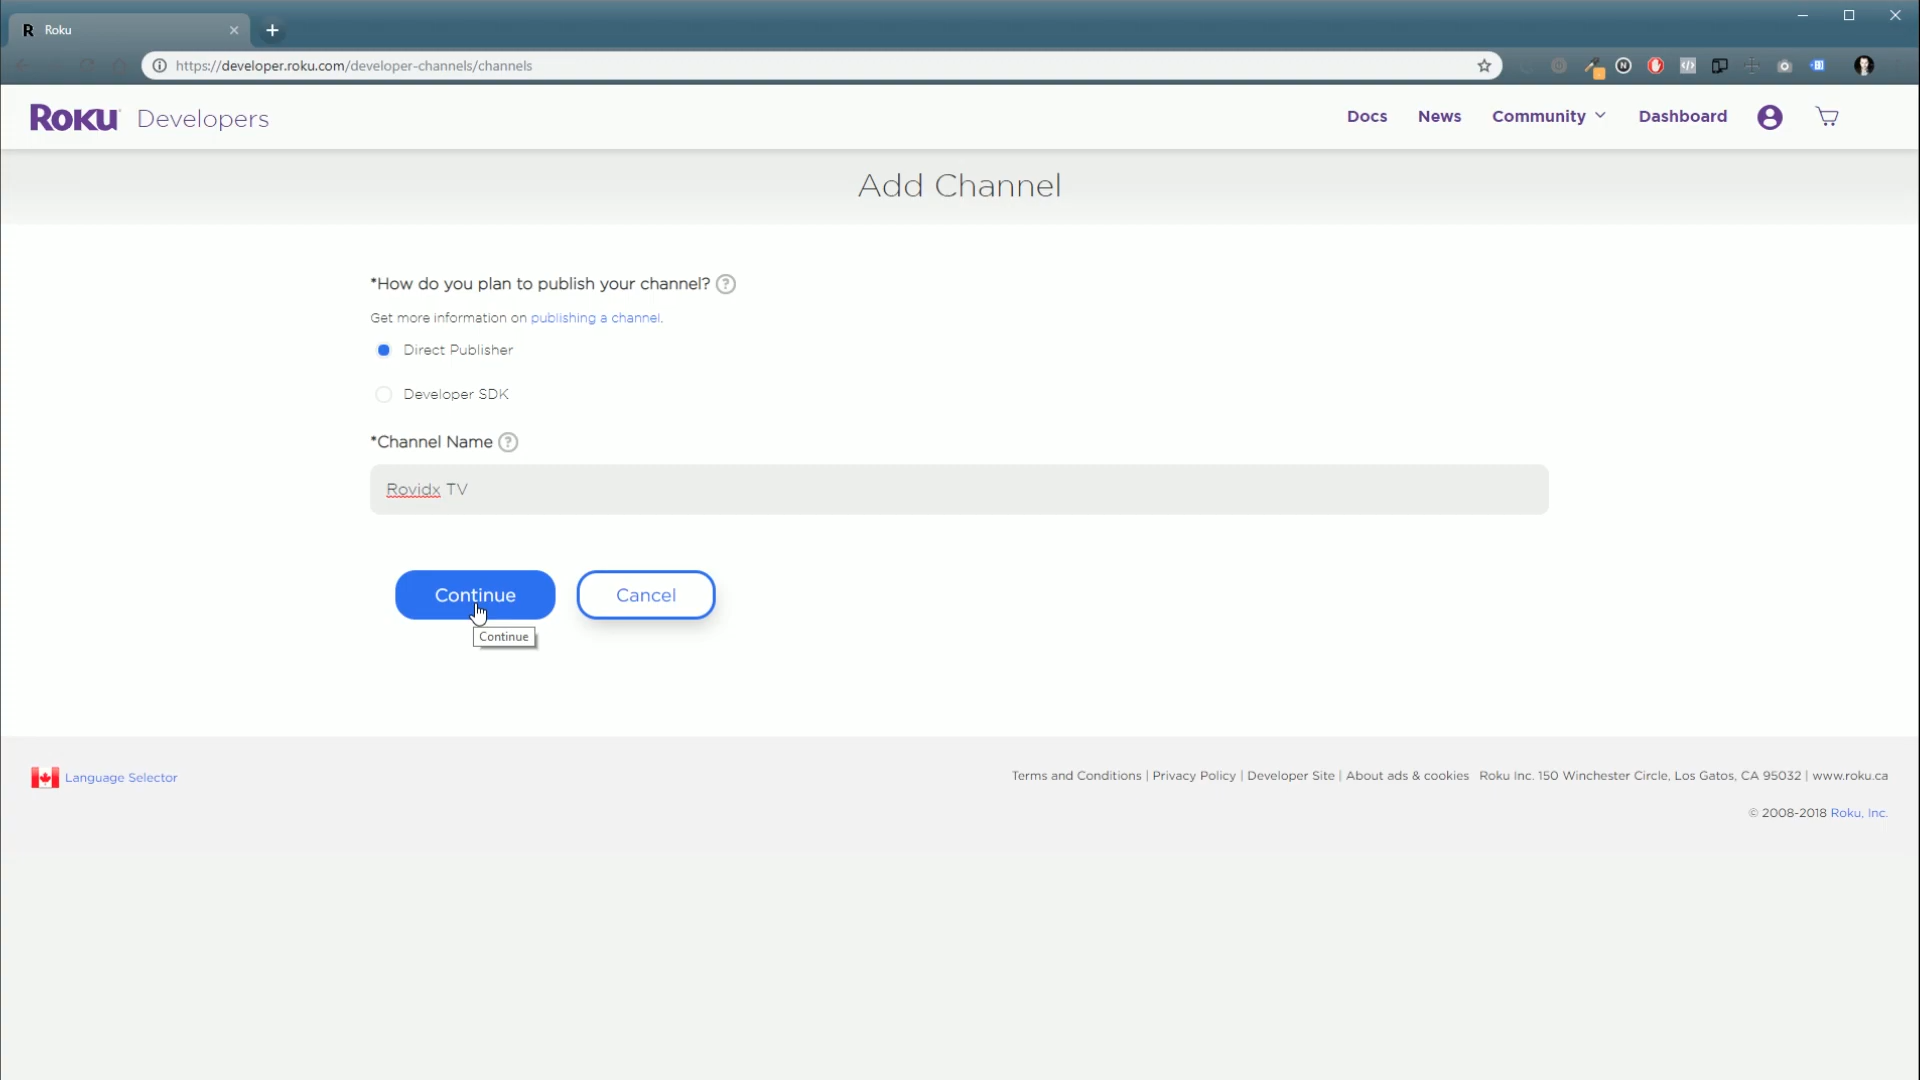 R Roku
https://developer.roku.com/developer-channels/channels
ROKU Developers
Docs News Community Dashboard
Add Channel
*How do you plan to publish your channel? ?
Get more information on publishing a channel.
Direct Publisher
Developer SDK
*Channel Name ?
Rovidx TV
Continue Cancel
Continue
Language Selector
Terms and Conditions | Privacy Policy | Developer Site | About ads & cookies Roku Inc. 150 Winchester Circle, Los Gatos, CA 95032 | www.roku.ca
© 2008-2018 Roku, Inc.